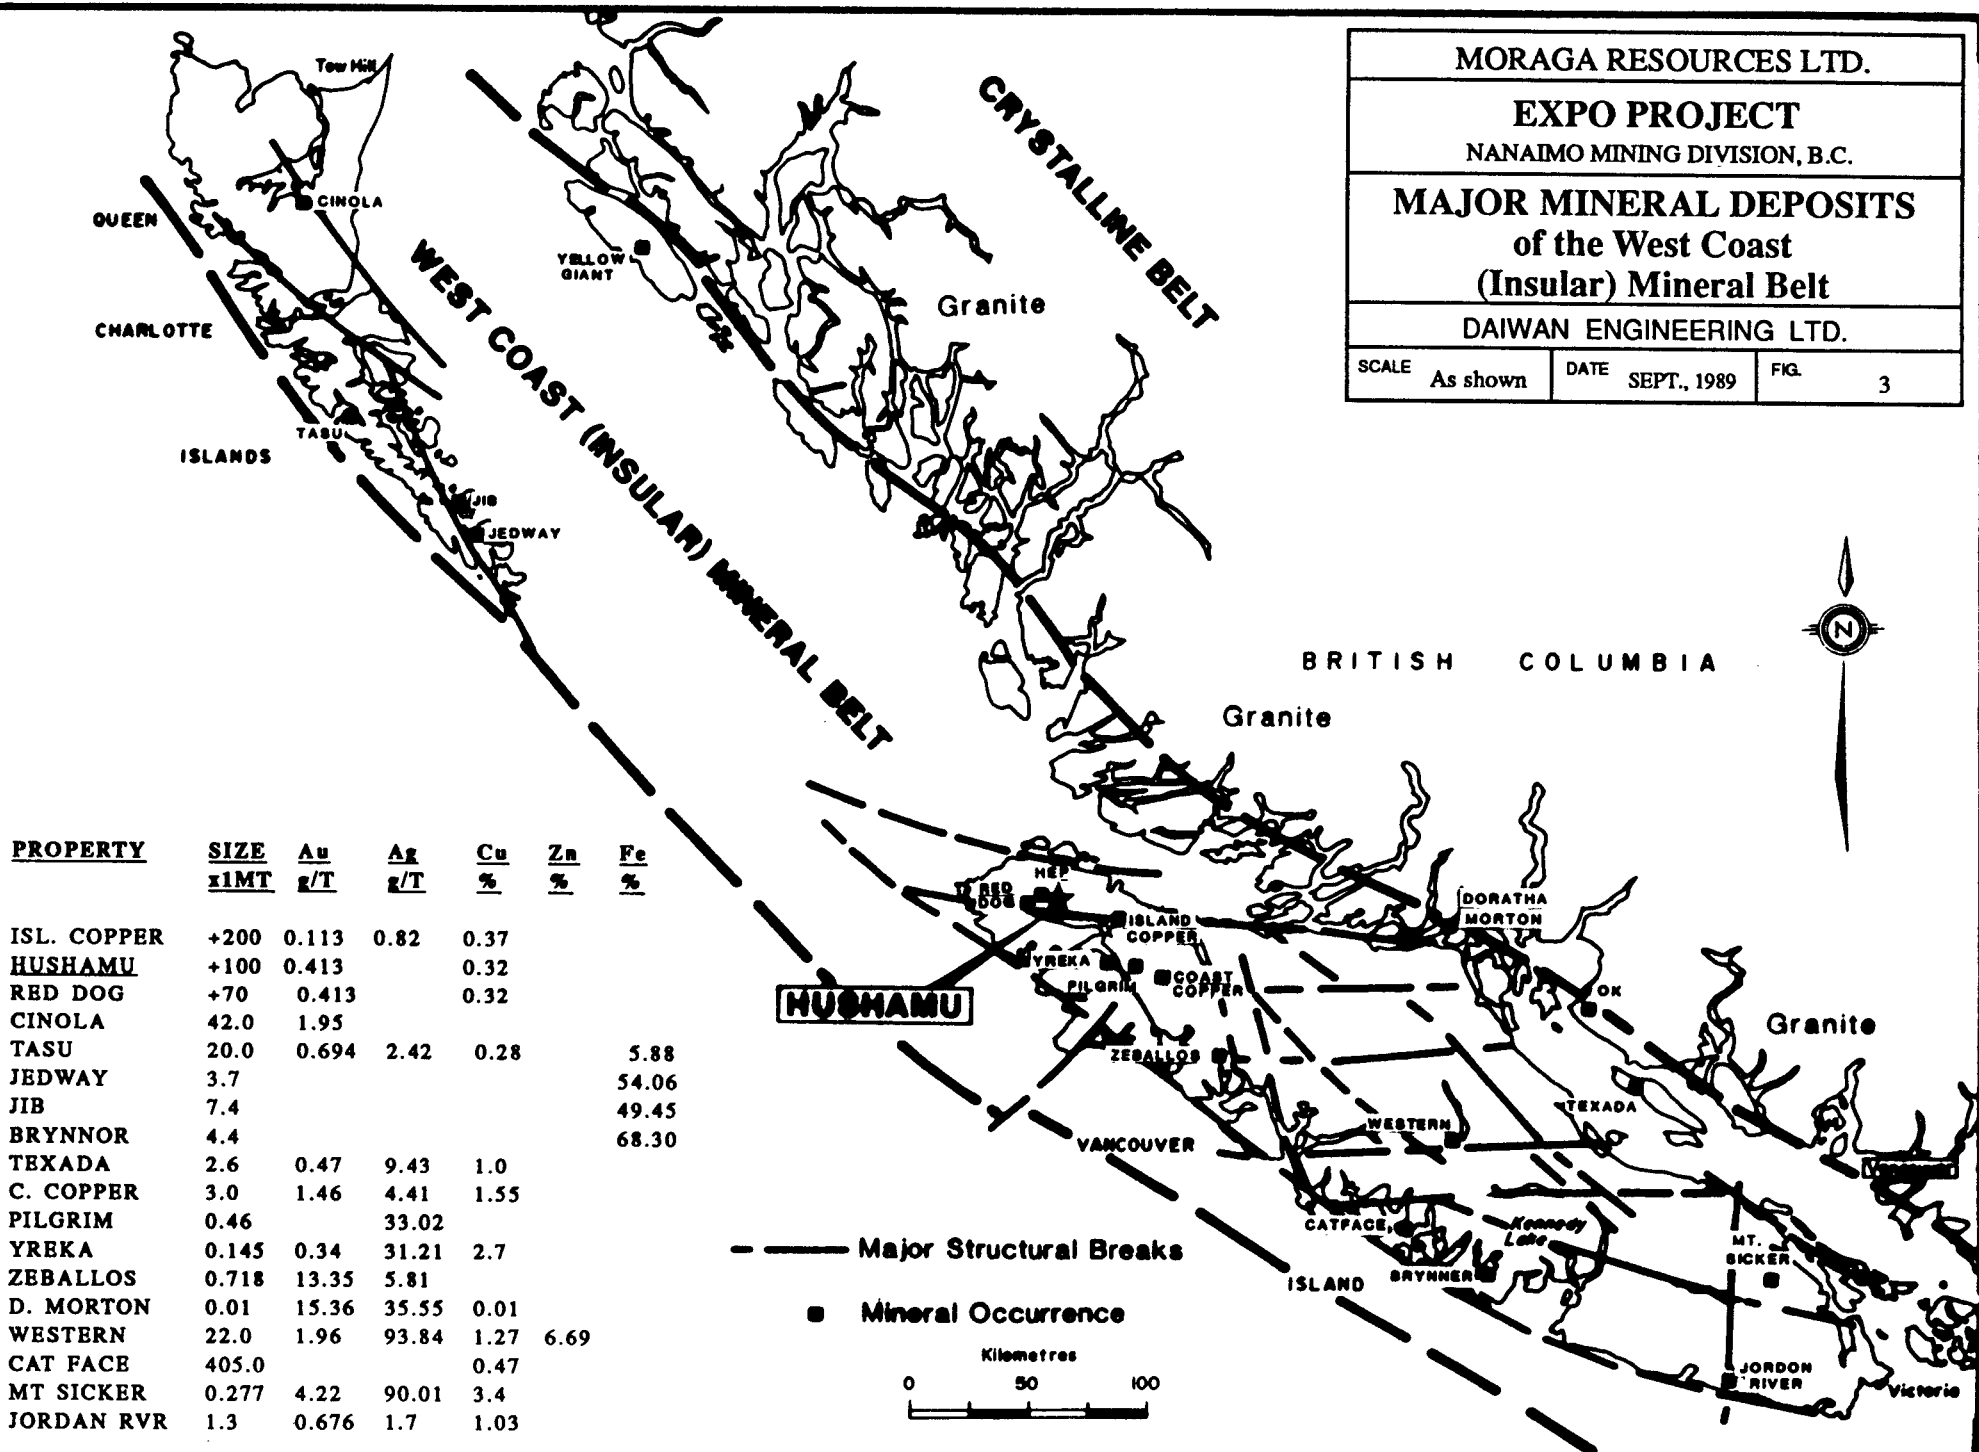 MORAGA RESOURCES LTD.
EXPO PROJECT
NANAIMO MINING DIVISION, B.C.
MAJOR MINERAL DEPOSITS
of the West Coast
(Insular) Mineral Belt
DAIWAN ENGINEERING LTD.
SCALE As shown DATE SEPT., 1989 FIG. 3
Tow Hill
CINOLA
QUEEN
CHARLOTTE
ISLANDS
TASU
JIB
JEDWAY
WEST COAST (INSULAR) MINERAL BELT
YELLOW
GIANT
CRYSTALLINE BELT
Granite
N
BRITISH COLUMBIA
Granite
HEP
RED
DOG
ISLAND
COPPER
DORATHA
MORTON
YREKA
PILGRIM
COAST
COPPER
HUSHAMU
OK
Granite
ZEBALLOS
TEXADA
WESTERN
VANCOUVER
Vancouver
CATFACE
Kennedy
Lake
MT.
SICKER
BRYNNER
ISLAND
JORDON
RIVER
Victoria
PROPERTY SIZE Au Ag Cu Zn Fe
x1MT g/T g/T % % %
ISL. COPPER +200 0.113 0.82 0.37
HUSHAMU +100 0.413 0.32
RED DOG +70 0.413 0.32
CINOLA 42.0 1.95
TASU 20.0 0.694 2.42 0.28 5.88
JEDWAY 3.7 54.06
JIB 7.4 49.45
BRYNNOR 4.4 68.30
TEXADA 2.6 0.47 9.43 1.0
C. COPPER 3.0 1.46 4.41 1.55
PILGRIM 0.46 33.02
YREKA 0.145 0.34 31.21 2.7
ZEBALLOS 0.718 13.35 5.81
D. MORTON 0.01 15.36 35.55 0.01
WESTERN 22.0 1.96 93.84 1.27 6.69
CAT FACE 405.0 0.47
MT SICKER 0.277 4.22 90.01 3.4
JORDAN RVR 1.3 0.676 1.7 1.03
Major Structural Breaks
Mineral Occurrence
Kilometres
0 50 100